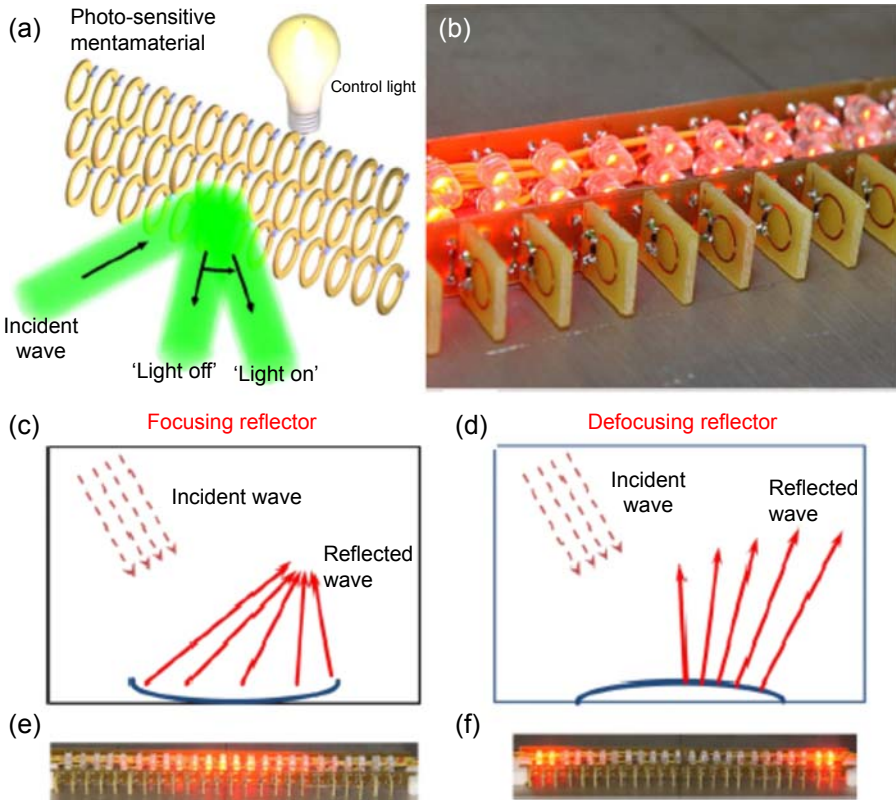 (a)
Photo-sensitive
mentamaterial
Control light
Incident
wave
‘Light off’
‘Light on’
(b)
(c)
Focusing reflector
Incident wave
Reflected
wave
(d)
Defocusing reflector
Incident
wave
Reflected
wave
(e)
(f)